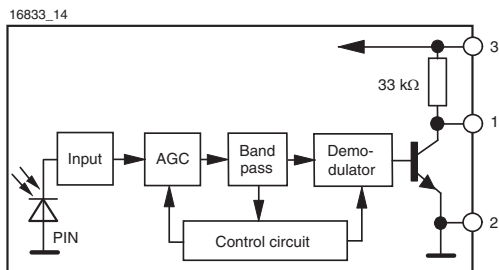 16833_14
3
33 kΩ
1
Input
AGC
Band
pass
Demo-
dulator
2
PIN
Control circuit